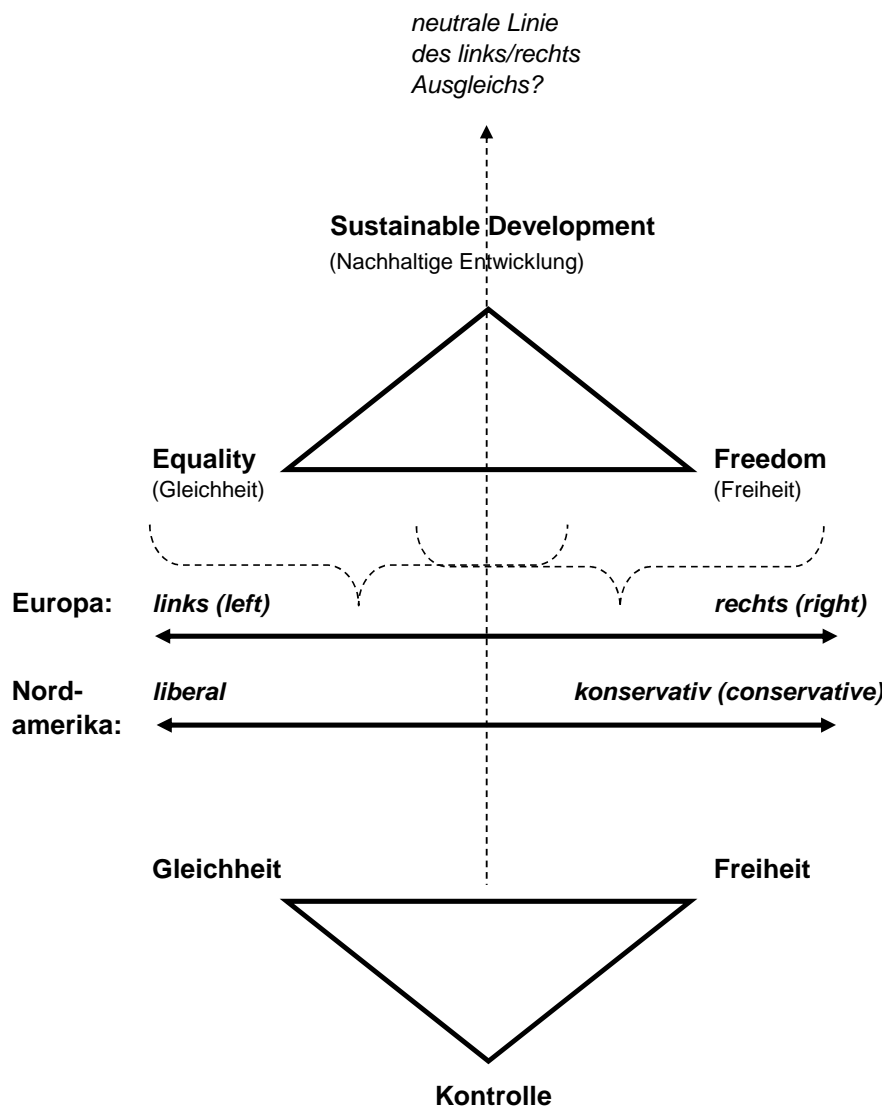 neutrale Linie
des links/rechts
Ausgleichs?
Sustainable Development
(Nachhaltige Entwicklung)
Equality
(Gleichheit)
Freedom
(Freiheit)
Europa:
links (left)
rechts (right)
Nord-
amerika:
liberal
konservativ (conservative)
Gleichheit
Freiheit
Kontrolle